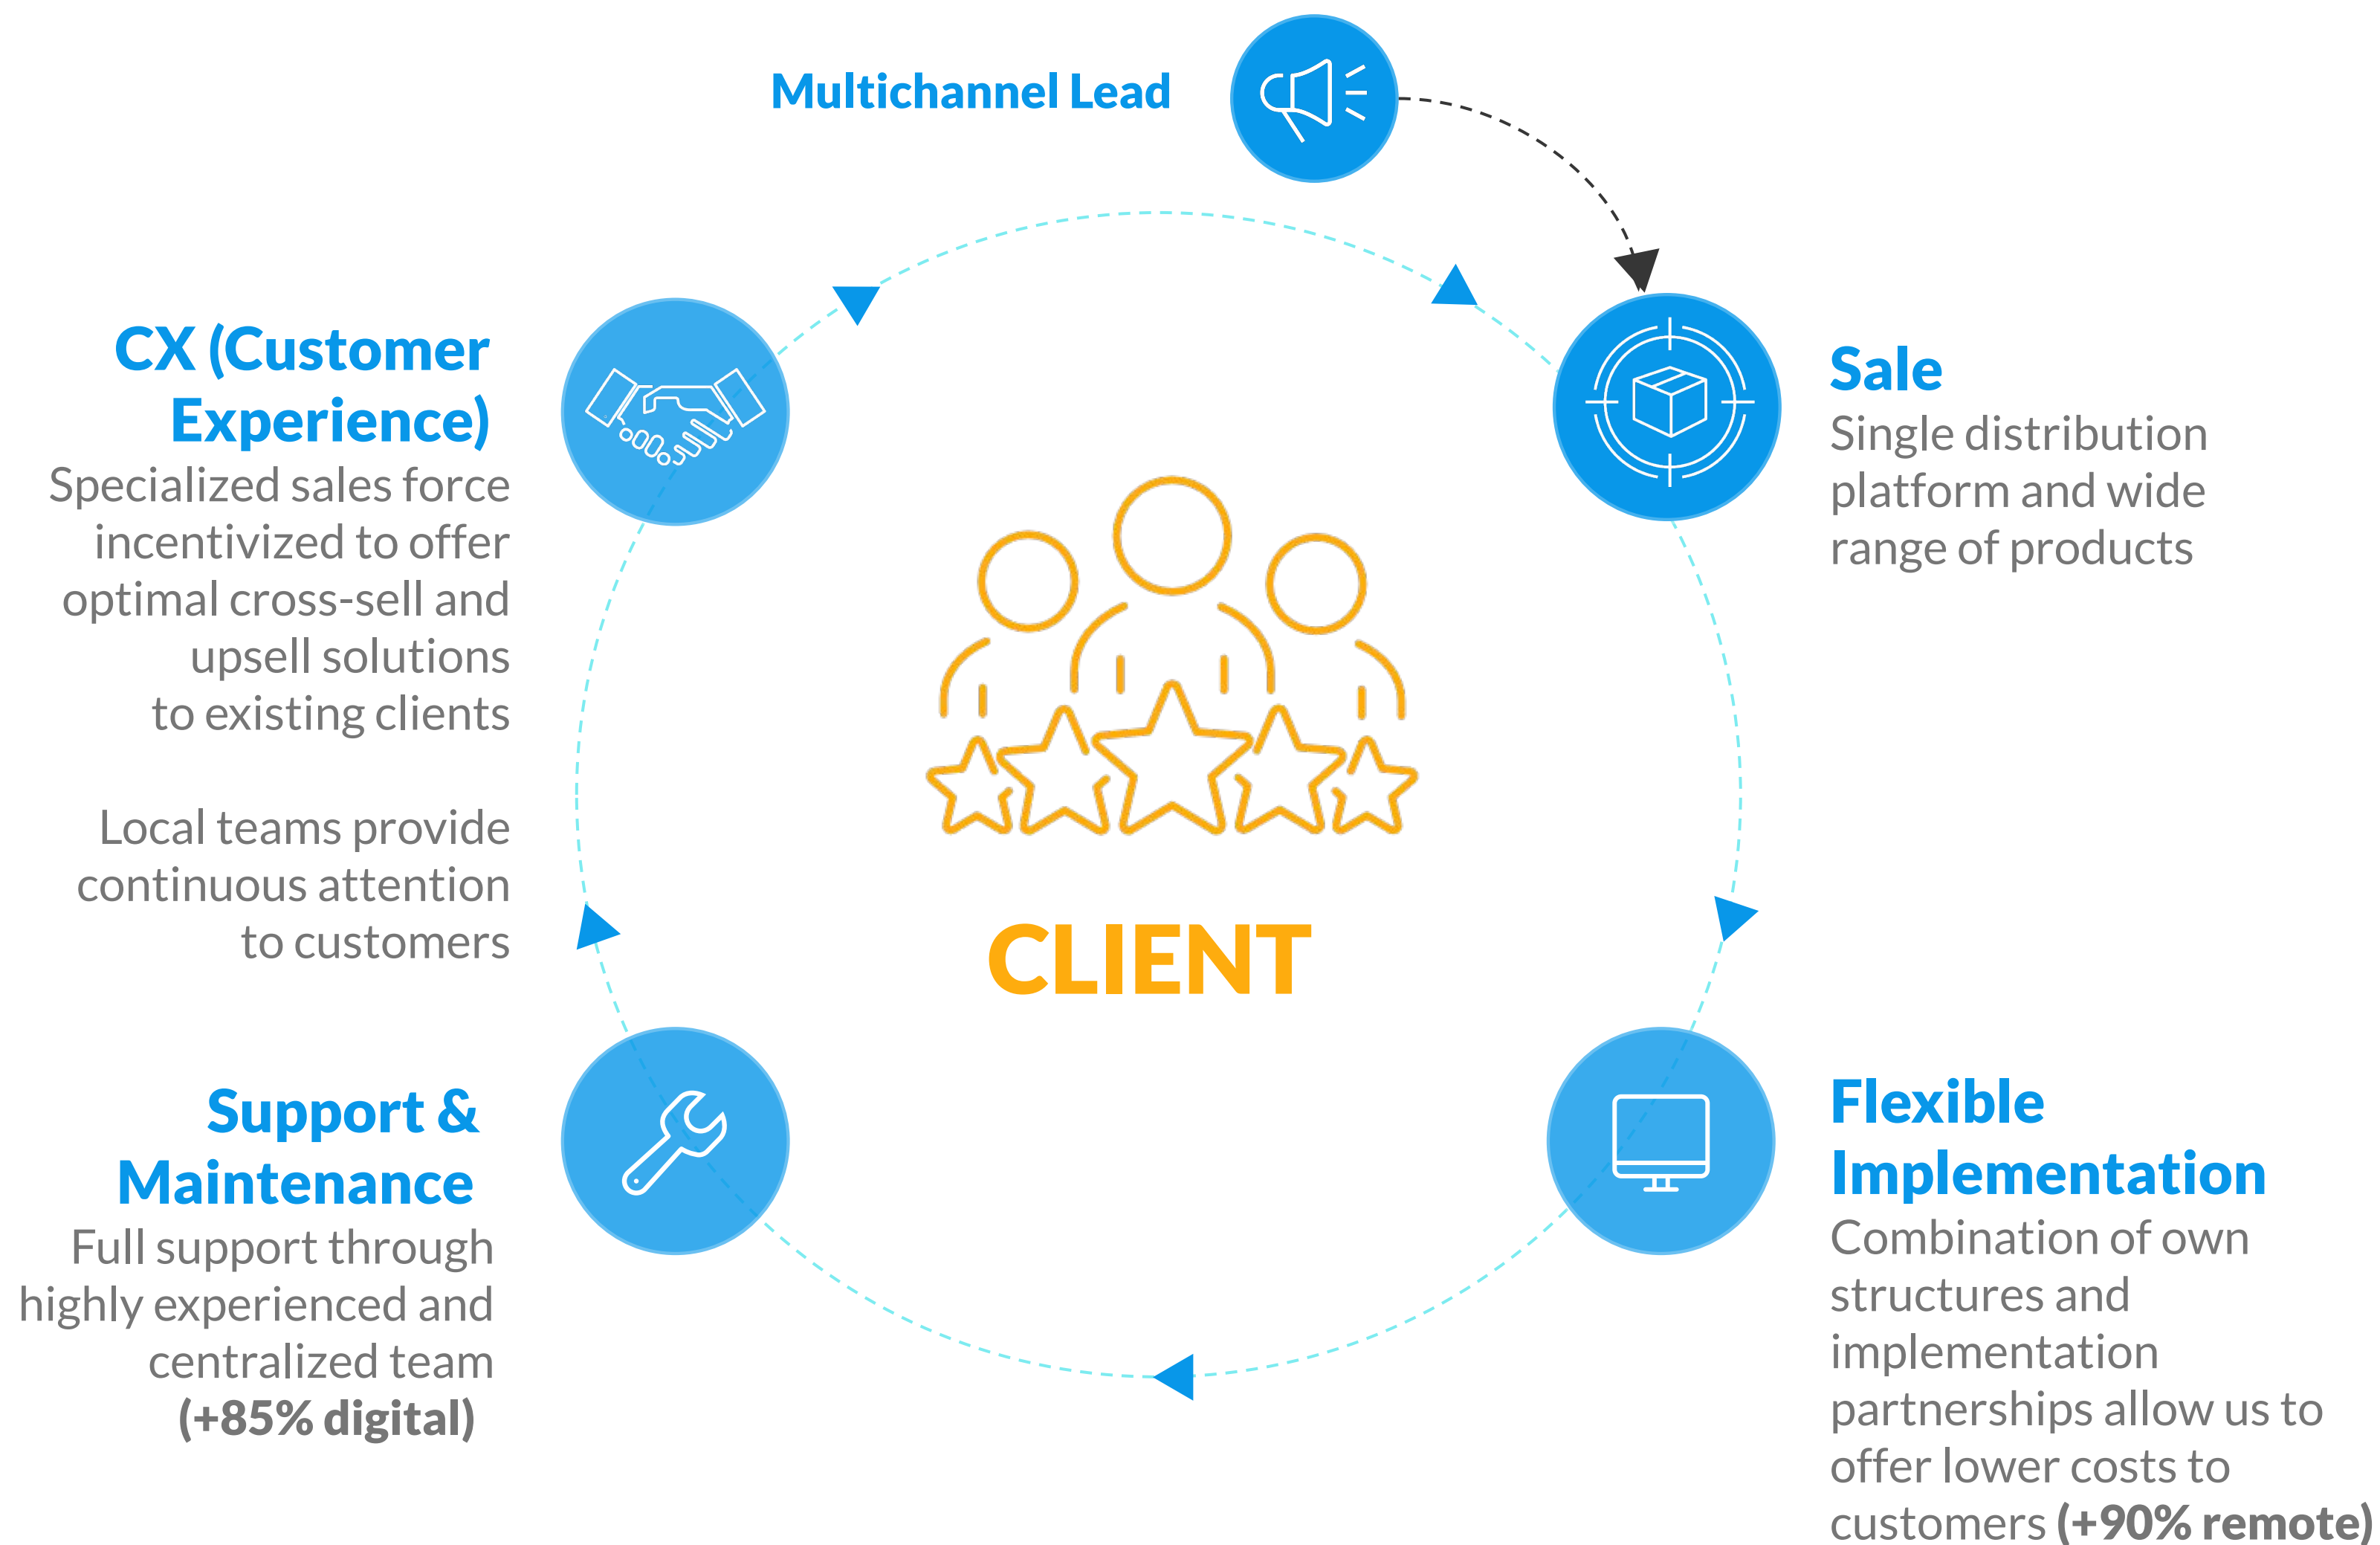 Multichannel Lead
CX (Customer
Experience)
Specialized sales force
incentivized to offer
optimal cross-sell and
upsell solutions
to existing clients
Local teams provide
continuous attention
to customers
Sale
Single distribution
platform and wide
range of products
CLIENT
Support &
Maintenance
Full support through
highly experienced and
centralized team
(+85% digital)
Flexible
Implementation
Combination of own
structures and
implementation
partnerships allow us to
offer lower costs to
customers (+90% remote)